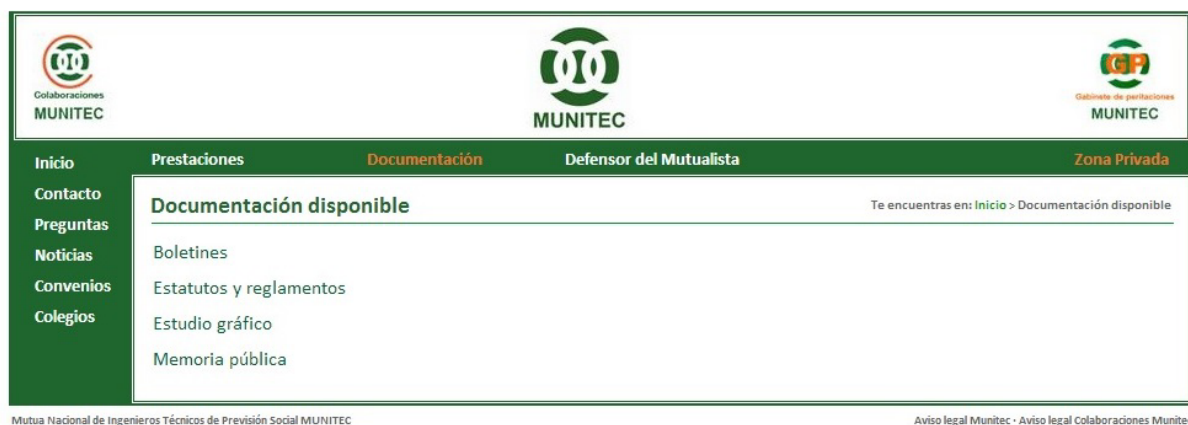 Colaboraciones
MUNITEC
MUNITEC
GP
Gabinete de peritaciones
MUNITEC
Inicio
Contacto
Preguntas
Noticias
Convenios
Colegios
Prestaciones Documentación Defensor del Mutualista Zona Privada
Documentación disponible
Te encuentras en: Inicio > Documentación disponible
Boletines
Estatutos y reglamentos
Estudio gráfico
Memoria pública
Mutua Nacional de Ingenieros Técnicos de Previsión Social MUNITEC
Aviso legal Munitec · Aviso legal Colaboraciones Munitec